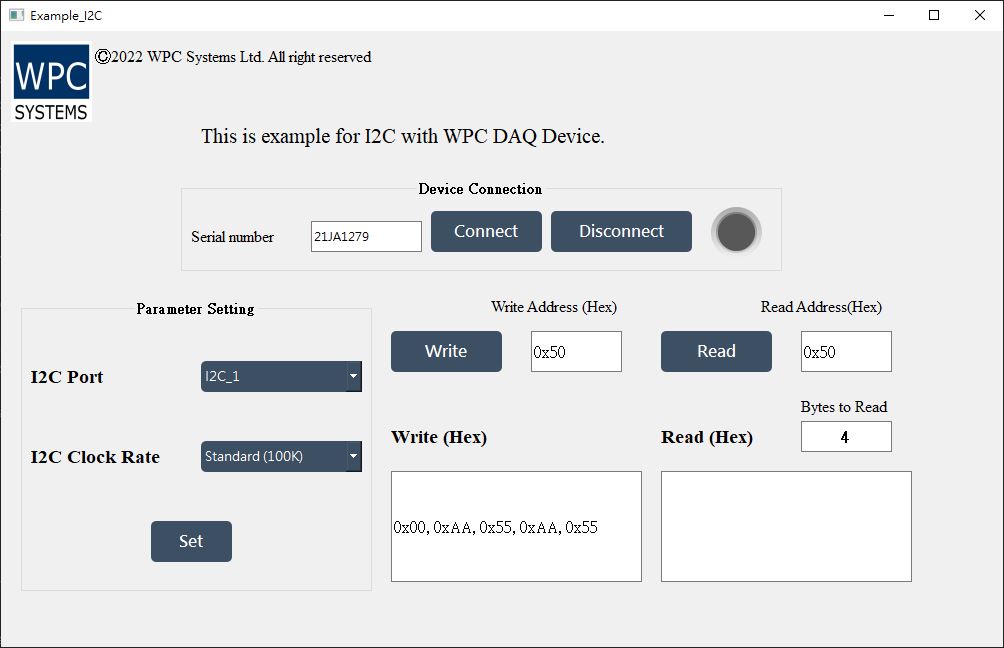 Example_I2C
WPC
SYSTEMS
©2022 WPC Systems Ltd. All right reserved
This is example for I2C with WPC DAQ Device.
Device Connection
Serial number
21JA1279
Connect
Disconnect
Parameter Setting
I2C Port
I2C_1
I2C Clock Rate
Standard (100K)
Set
Write Address (Hex)
Write
0x50
Write (Hex)
0x00, 0xAA, 0x55, 0xAA, 0x55
Read Address(Hex)
Read
0x50
Bytes to Read
4
Read (Hex)